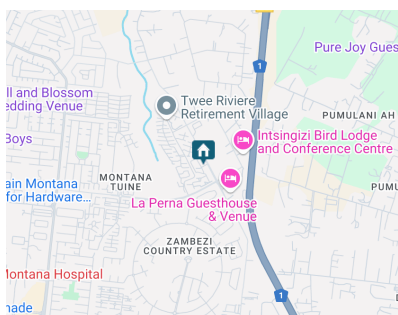 Pure Joy Gues
1
ll and Blossom
edding Venue
Twee Riviere
Retirement Village
PUMULANI AH
Boys
Intsingizi Bird Lodge
and Conference Centre
MONTANA
TUINE
ain Montana
for Hardware...
PUMU
La Perna Guesthouse
& Venue
ZAMBEZI
COUNTRY ESTATE
Montana Hospital
1
nade